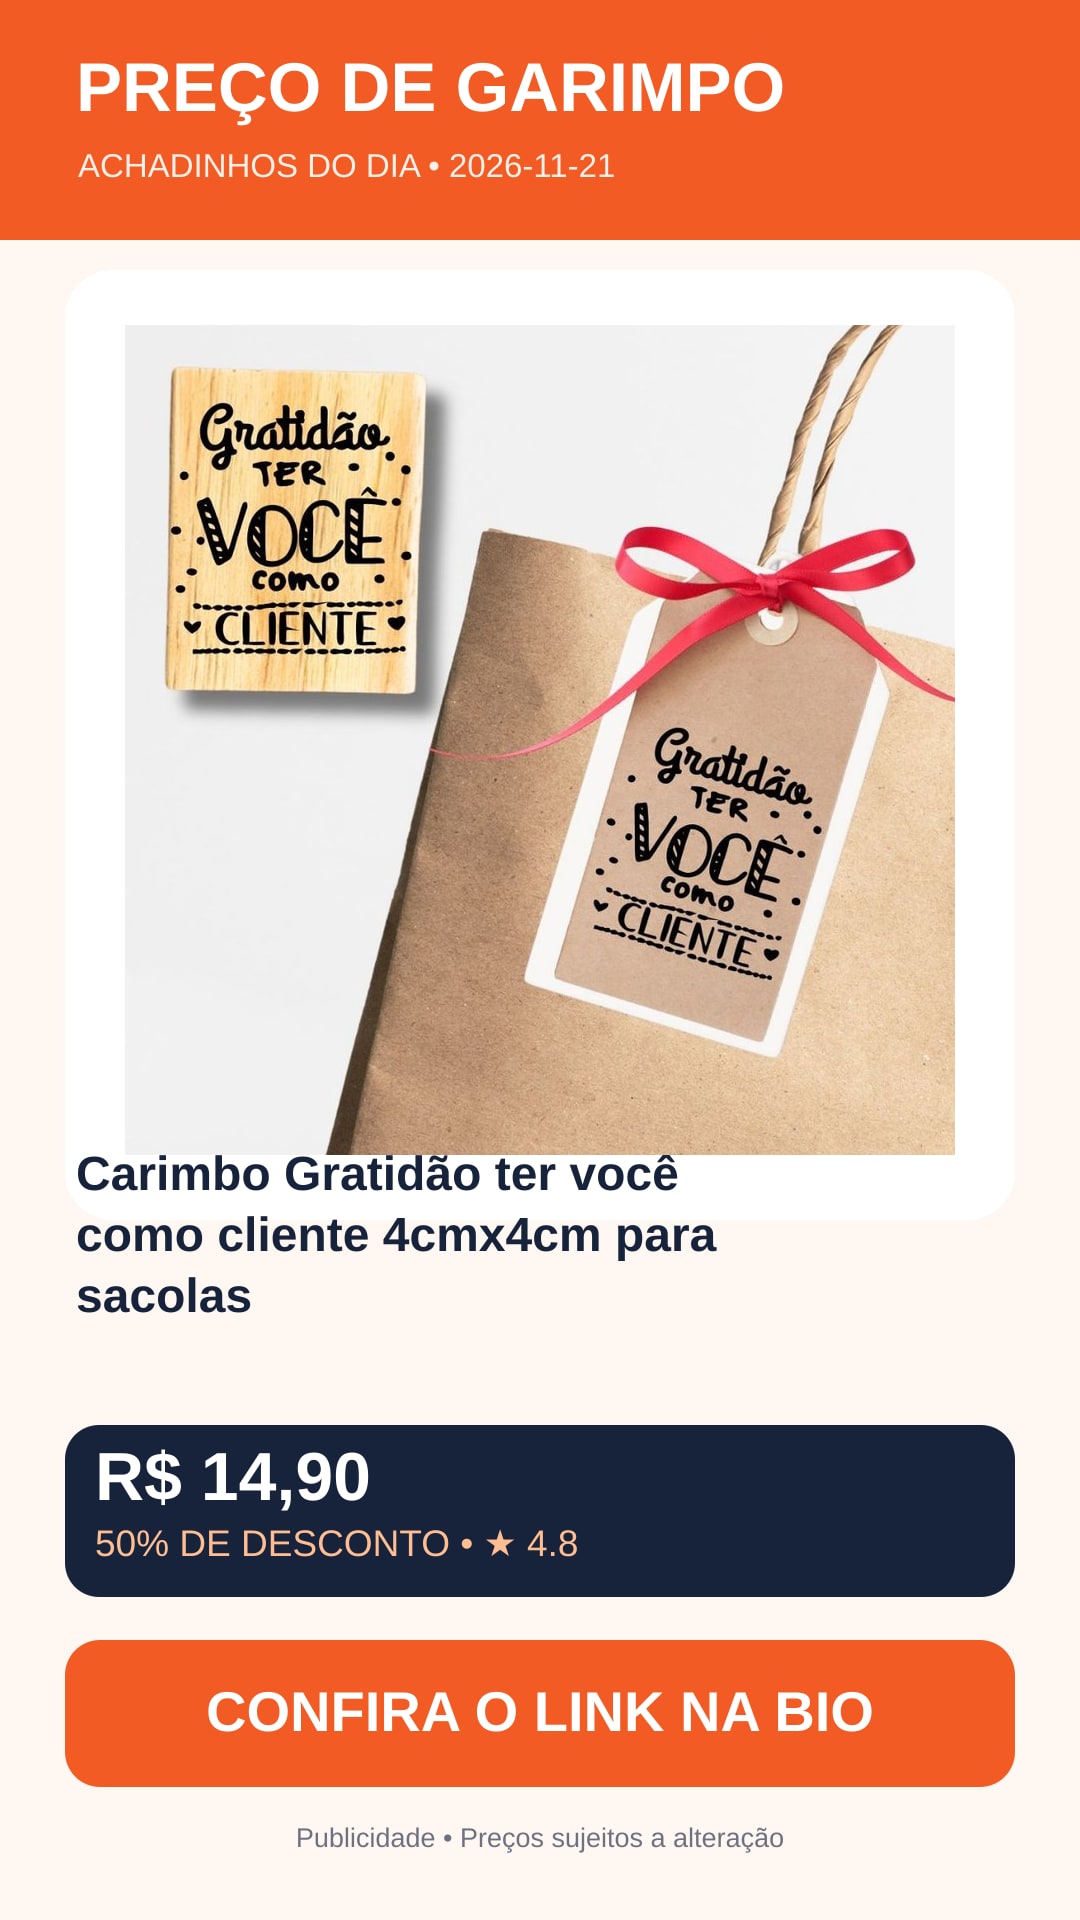 PREÇO DE GARIMPO
ACHADINHOS DO DIA • 2026-11-21
Gratidão
TER
VOCÊ
como
CLIENTE
Gratidão
TER
VOCÊ
como
CLIENTE
Carimbo Gratidão ter você
como cliente 4cmx4cm para
sacolas
R$ 14,90
50% DE DESCONTO • ★ 4.8
CONFIRA O LINK NA BIO
Publicidade • Preços sujeitos a alteração